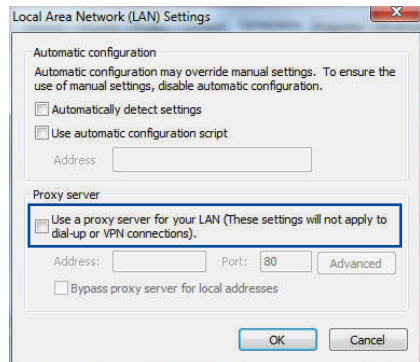 Local Area Network (LAN) Settings
Automatic configuration
Automatic configuration may override manual settings. To ensure the
use of manual settings, disable automatic configuration.
Automatically detect settings
Use automatic configuration script
Address
Proxy server
Use a proxy server for your LAN (These settings will not apply to
dial-up or VPN connections).
Address:
Port:
80
Advanced
Bypass proxy server for local addresses
OK
Cancel